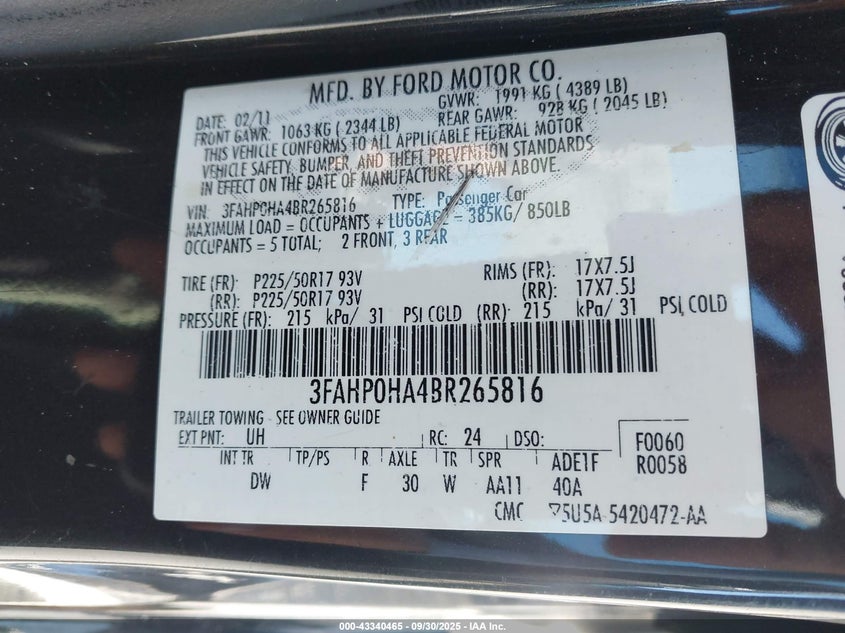 MFD. BY FORD MOTOR CO.
DATE: 02/11 GVWR: 1991 KG ( 4389 LB)
FRONT GAWR: 1063 KG ( 2344 LB) REAR GAWR: 928 KG ( 2045 LB)
THIS VEHICLE CONFORMS TO ALL APPLICABLE FEDERAL MOTOR
VEHICLE SAFETY, BUMPER, AND THEFT PREVENTION STANDARDS
IN EFFECT ON THE DATE OF MANUFACTURE SHOWN ABOVE.
VIN: 3FAHP0HA4BR265816 TYPE: Passenger Car
MAXIMUM LOAD = OCCUPANTS + LUGGAGE = 385KG/ 850LB
OCCUPANTS = 5 TOTAL; 2 FRONT, 3 REAR
TIRE (FR): P225/50R17 93V RIMS (FR): 17X7.5J
(RR): P225/50R17 93V (RR): 17X7.5J
PRESSURE (FR): 215 kPa/ 31 PSI COLD (RR): 215 kPa/ 31 PSI, COLD
3FAHP0HA4BR265816
TRAILER TOWING - SEE OWNER GUIDE
EXT PNT: UH RC: 24 DSO: F0060
INT TR TP/PS R AXLE TR SPR ADE1F R0058
DW F 30 W AA11 40A
CMC 5U5A-5420472-AA
000-43340465 - 09/30/2025 - IAA Inc.